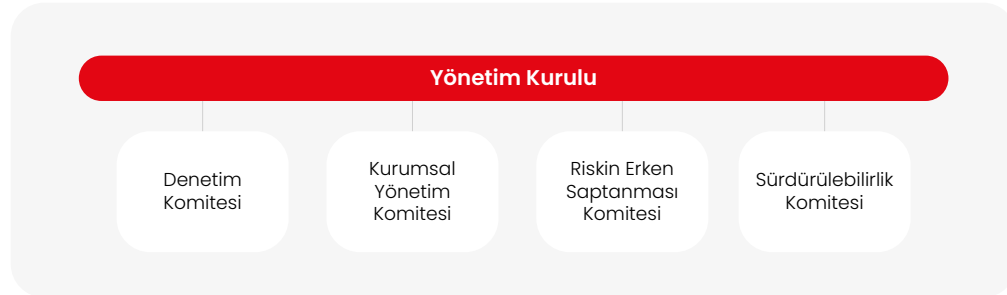 Yönetim Kurulu
Denetim
Komitesi
Kurumsal
Yönetim
Komitesi
Riskin Erken
Saptanması
Komitesi
Sürdürülebilirlik
Komitesi